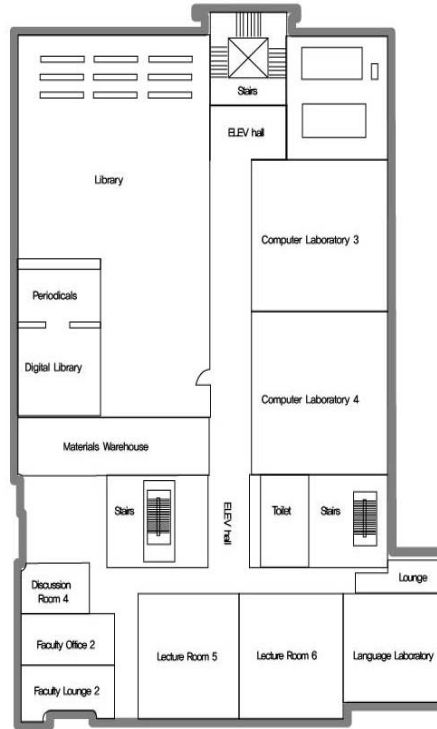 Stairs
ELEV hall
Library
Computer Laboratory 3
Periodicals
Digital Library
Computer Laboratory 4
Materials Warehouse
Stairs
ELEV hall
Toilet
Stairs
Discussion
Room 4
Lounge
Faculty Office 2
Lecture Room 5
Lecture Room 6
Language Laboratory
Faculty Lounge 2